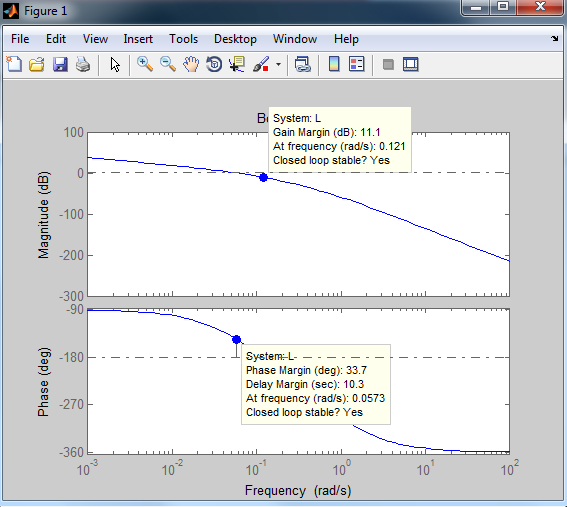 Figure 1
File Edit View Insert Tools Desktop Window Help
System: L
Gain Margin (dB): 11.1
At frequency (rad/s): 0.121
Closed loop stable? Yes
Magnitude (dB)
100
0
-100
-200
-300
System: L
Phase Margin (deg): 33.7
Delay Margin (sec): 10.3
At frequency (rad/s): 0.0573
Closed loop stable? Yes
Phase (deg)
-90
-180
-270
-360
10^-3 10^-2 10^-1 10^0 10^1 10^2
Frequency (rad/s)